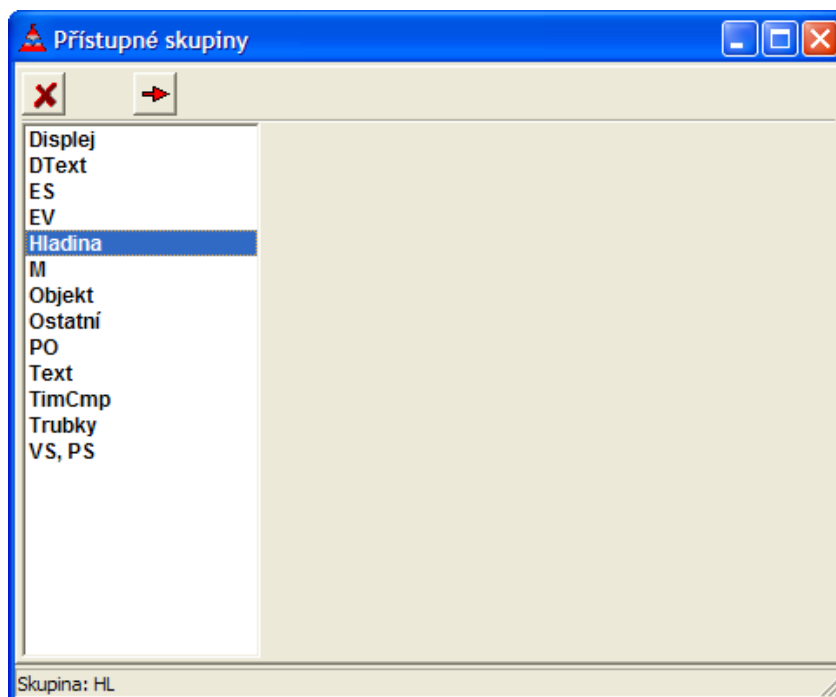 Přístupné skupiny
Displej
DText
ES
EV
Hladina
M
Objekt
Ostatní
PO
Text
TimCmp
Trubky
VS, PS
Skupina: HL